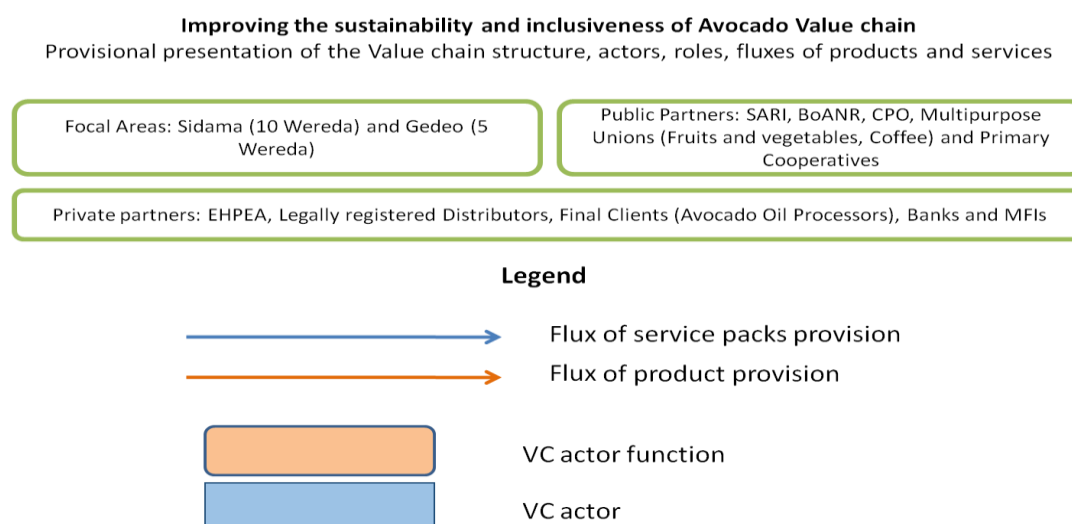 Improving the sustainability and inclusiveness of Avocado Value chain
Provisional presentation of the Value chain structure, actors, roles, fluxes of products and services
Focal Areas: Sidama (10 Wereda) and Gedeo (5
Wereda)
Public Partners: SARI, BoANR, CPO, Multipurpose
Unions (Fruits and vegetables, Coffee) and Primary
Cooperatives
Private partners: EHPEA, Legally registered Distributors, Final Clients (Avocado Oil Processors), Banks and MFIs
Legend
Flux of service packs provision
Flux of product provision
VC actor function
VC actor